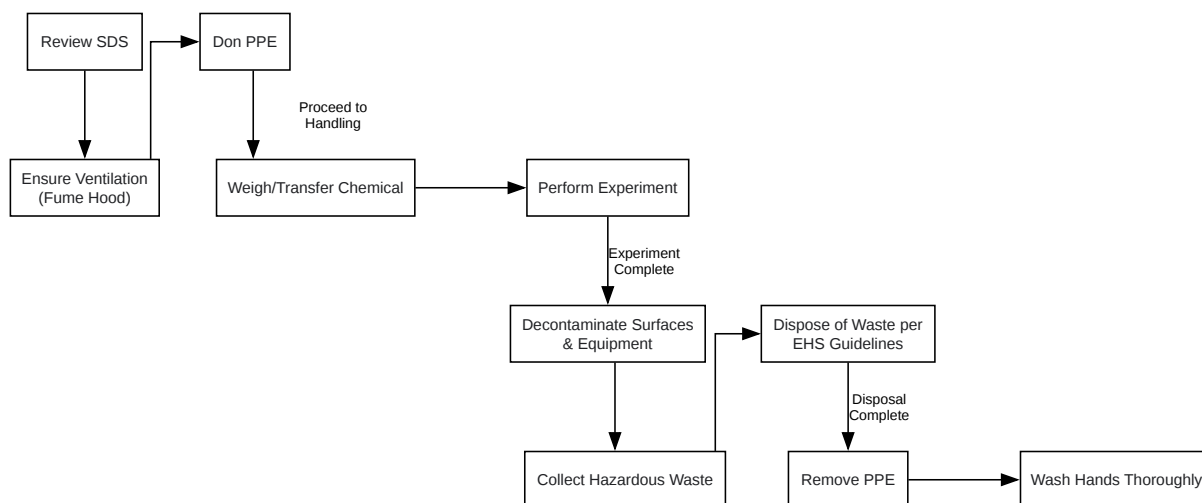 Review SDS
Don PPE
Proceed to
Handling
Ensure Ventilation
(Fume Hood)
Weigh/Transfer Chemical
Perform Experiment
Experiment
Complete
Decontaminate Surfaces
& Equipment
Dispose of Waste per
EHS Guidelines
Disposal
Complete
Collect Hazardous Waste
Remove PPE
Wash Hands Thoroughly